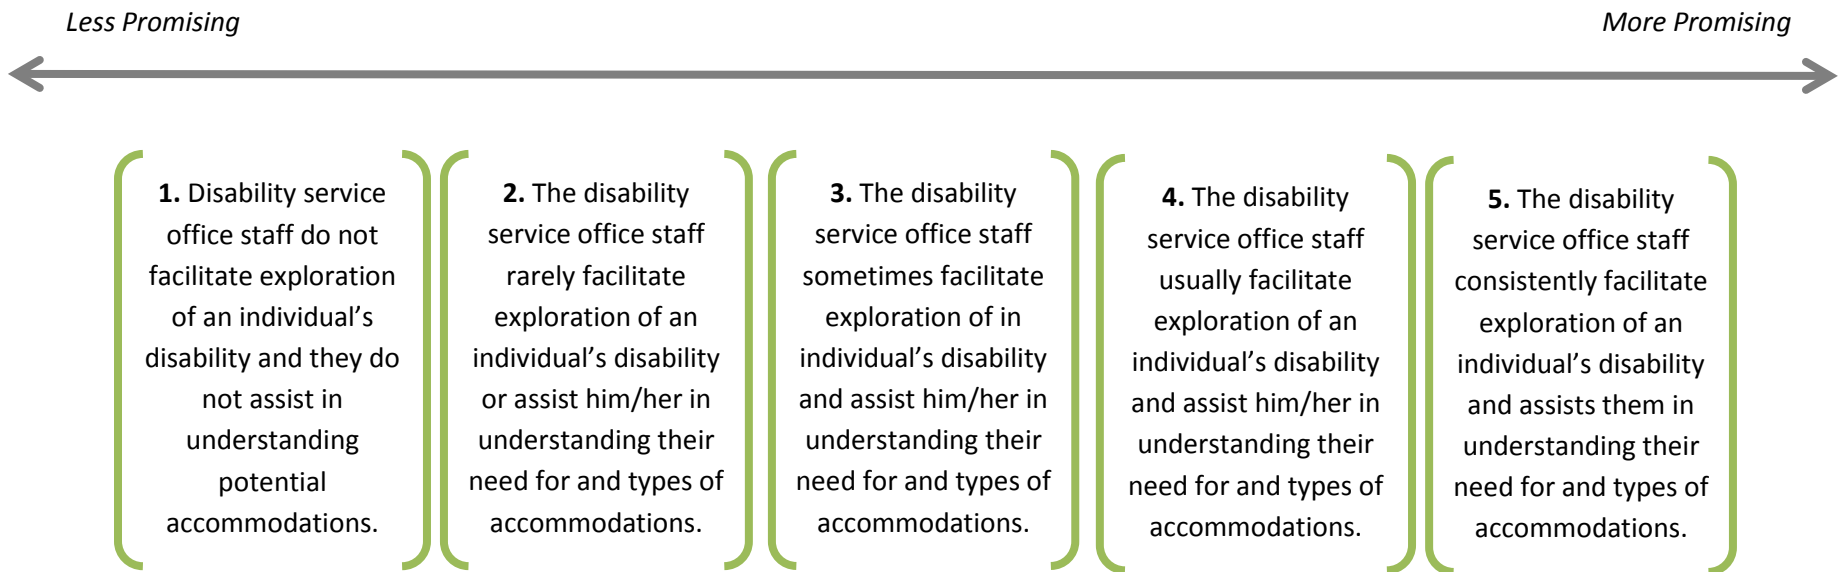 Less Promising
More Promising
1. Disability service
office staff do not
facilitate exploration
of an individual’s
disability and they do
not assist in
understanding
potential
accommodations.
2. The disability
service office staff
rarely facilitate
exploration of an
individual’s disability
or assist him/her in
understanding their
need for and types of
accommodations.
3. The disability
service office staff
sometimes facilitate
exploration of in
individual’s disability
and assist him/her in
understanding their
need for and types of
accommodations.
4. The disability
service office staff
usually facilitate
exploration of an
individual’s disability
and assist him/her in
understanding their
need for and types of
accommodations.
5. The disability
service office staff
consistently facilitate
exploration of an
individual’s disability
and assists them in
understanding their
need for and types of
accommodations.